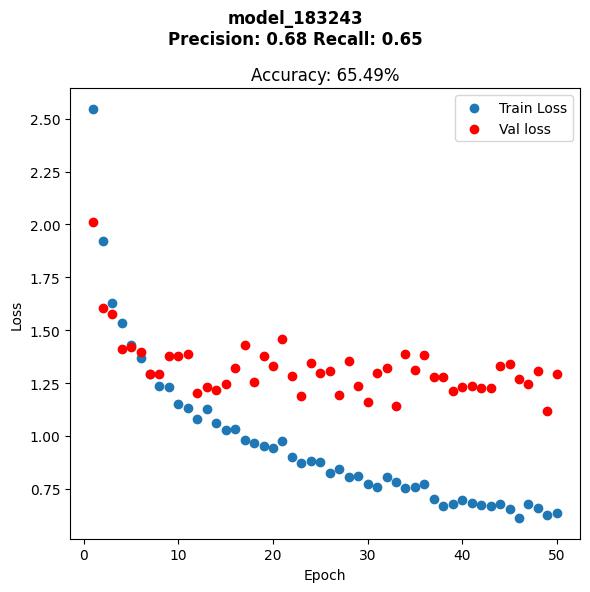 model_183243
Precision: 0.68 Recall: 0.65
Accuracy: 65.49%
Train Loss
Val loss
2.50
2.25
2.00
1.75
1.50
1.25
1.00
0.75
Loss
0 10 20 30 40 50
Epoch